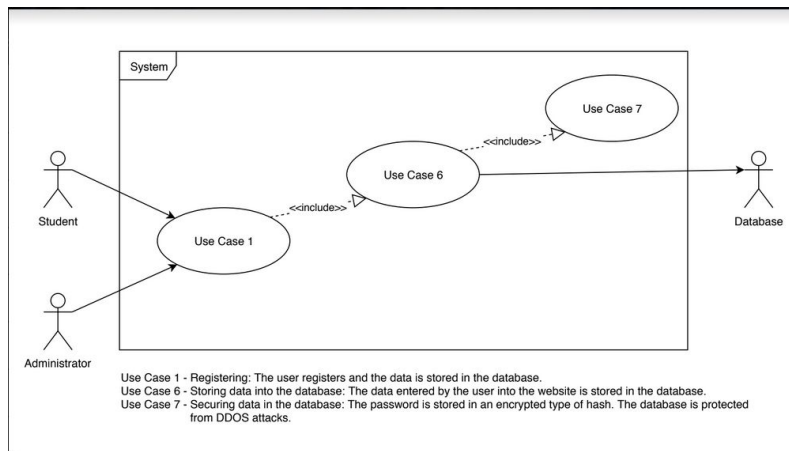 System
Use Case 7
<<include>>
Use Case 6
Student
Database
<<include>>
Use Case 1
Administrator
Use Case 1 - Registering: The user registers and the data is stored in the database.
Use Case 6 - Storing data into the database: The data entered by the user into the website is stored in the database.
Use Case 7 - Securing data in the database: The password is stored in an encrypted type of hash. The database is protected
from DDOS attacks.